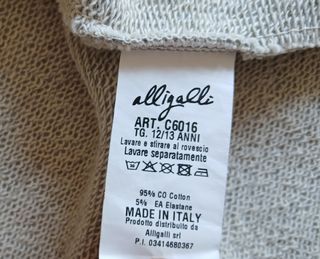 alligalli
ART. C6016
TG. 12/13 ANNI
Lavare e stirare al rovescio
Lavare separatamente
95% CO Cotton
5% EA Elastane
MADE IN ITALY
Prodotto distribuito da
Alligalli srl
P.I. 03414680367